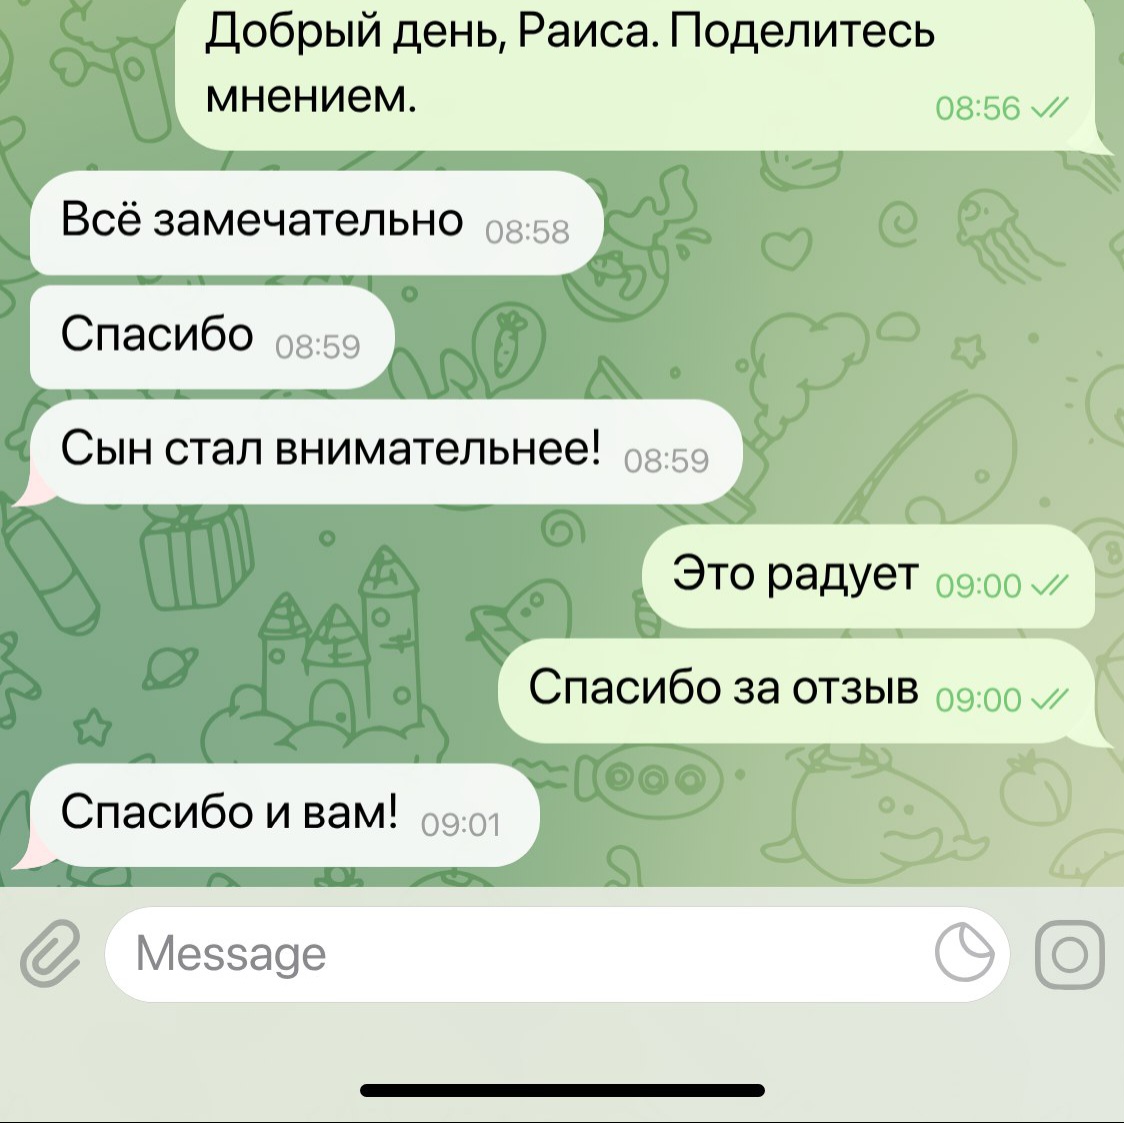 Добрый день, Раиса. Поделитесь
мнением.
08:56
Всё замечательно 08:58
Спасибо 08:59
Сын стал внимательнее! 08:59
Это радует 09:00
Спасибо за отзыв 09:00
Спасибо и вам! 09:01
Message